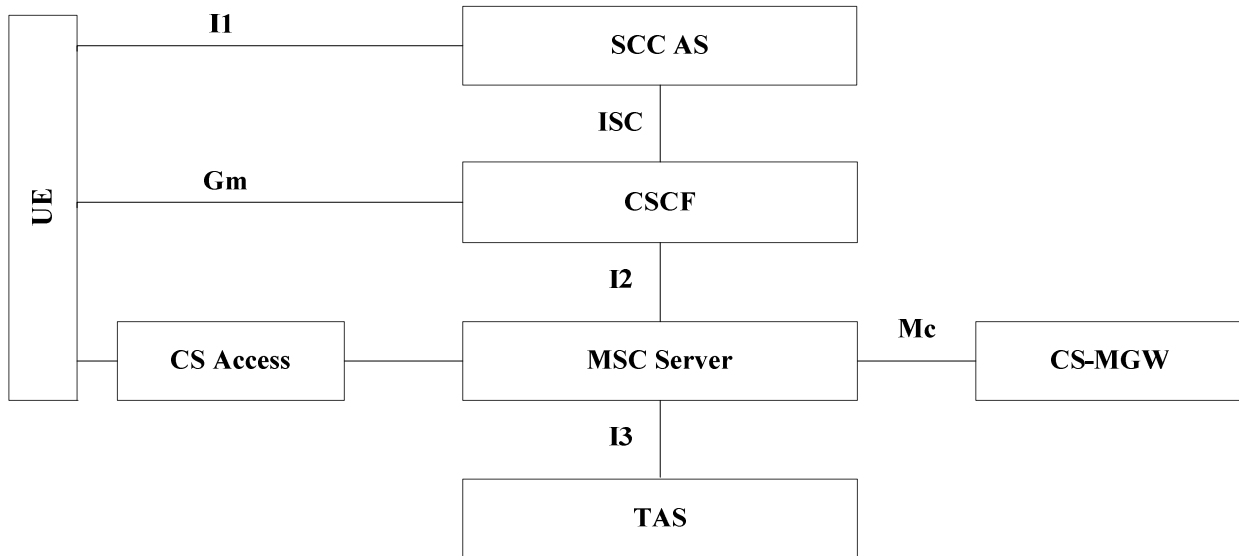 I1
SCC AS
ISC
Gm
CSCF
UE
I2
Mc
CS Access
MSC Server
CS-MGW
I3
TAS